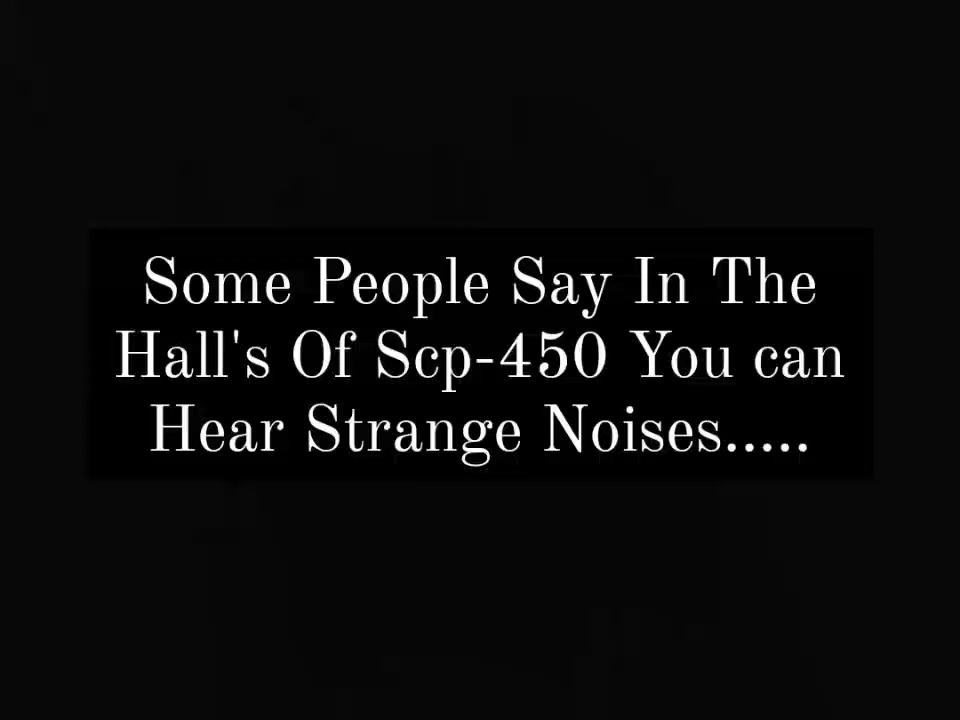 Some People Say In The
Hall's Of Scp-450 You can
Hear Strange Noises.....